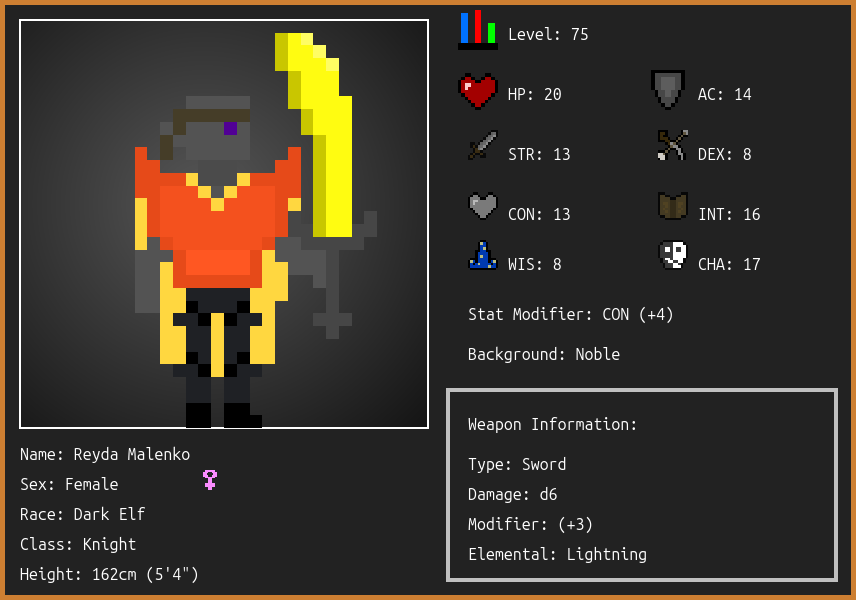 Level: 75
HP: 20
AC: 14
STR: 13
DEX: 8
CON: 13
INT: 16
WIS: 8
CHA: 17
Stat Modifier: CON (+4)
Background: Noble
Weapon Information:
Type: Sword
Damage: d6
Modifier: (+3)
Elemental: Lightning
Name: Reyda Malenko
Sex: Female
Race: Dark Elf
Class: Knight
Height: 162cm (5'4")